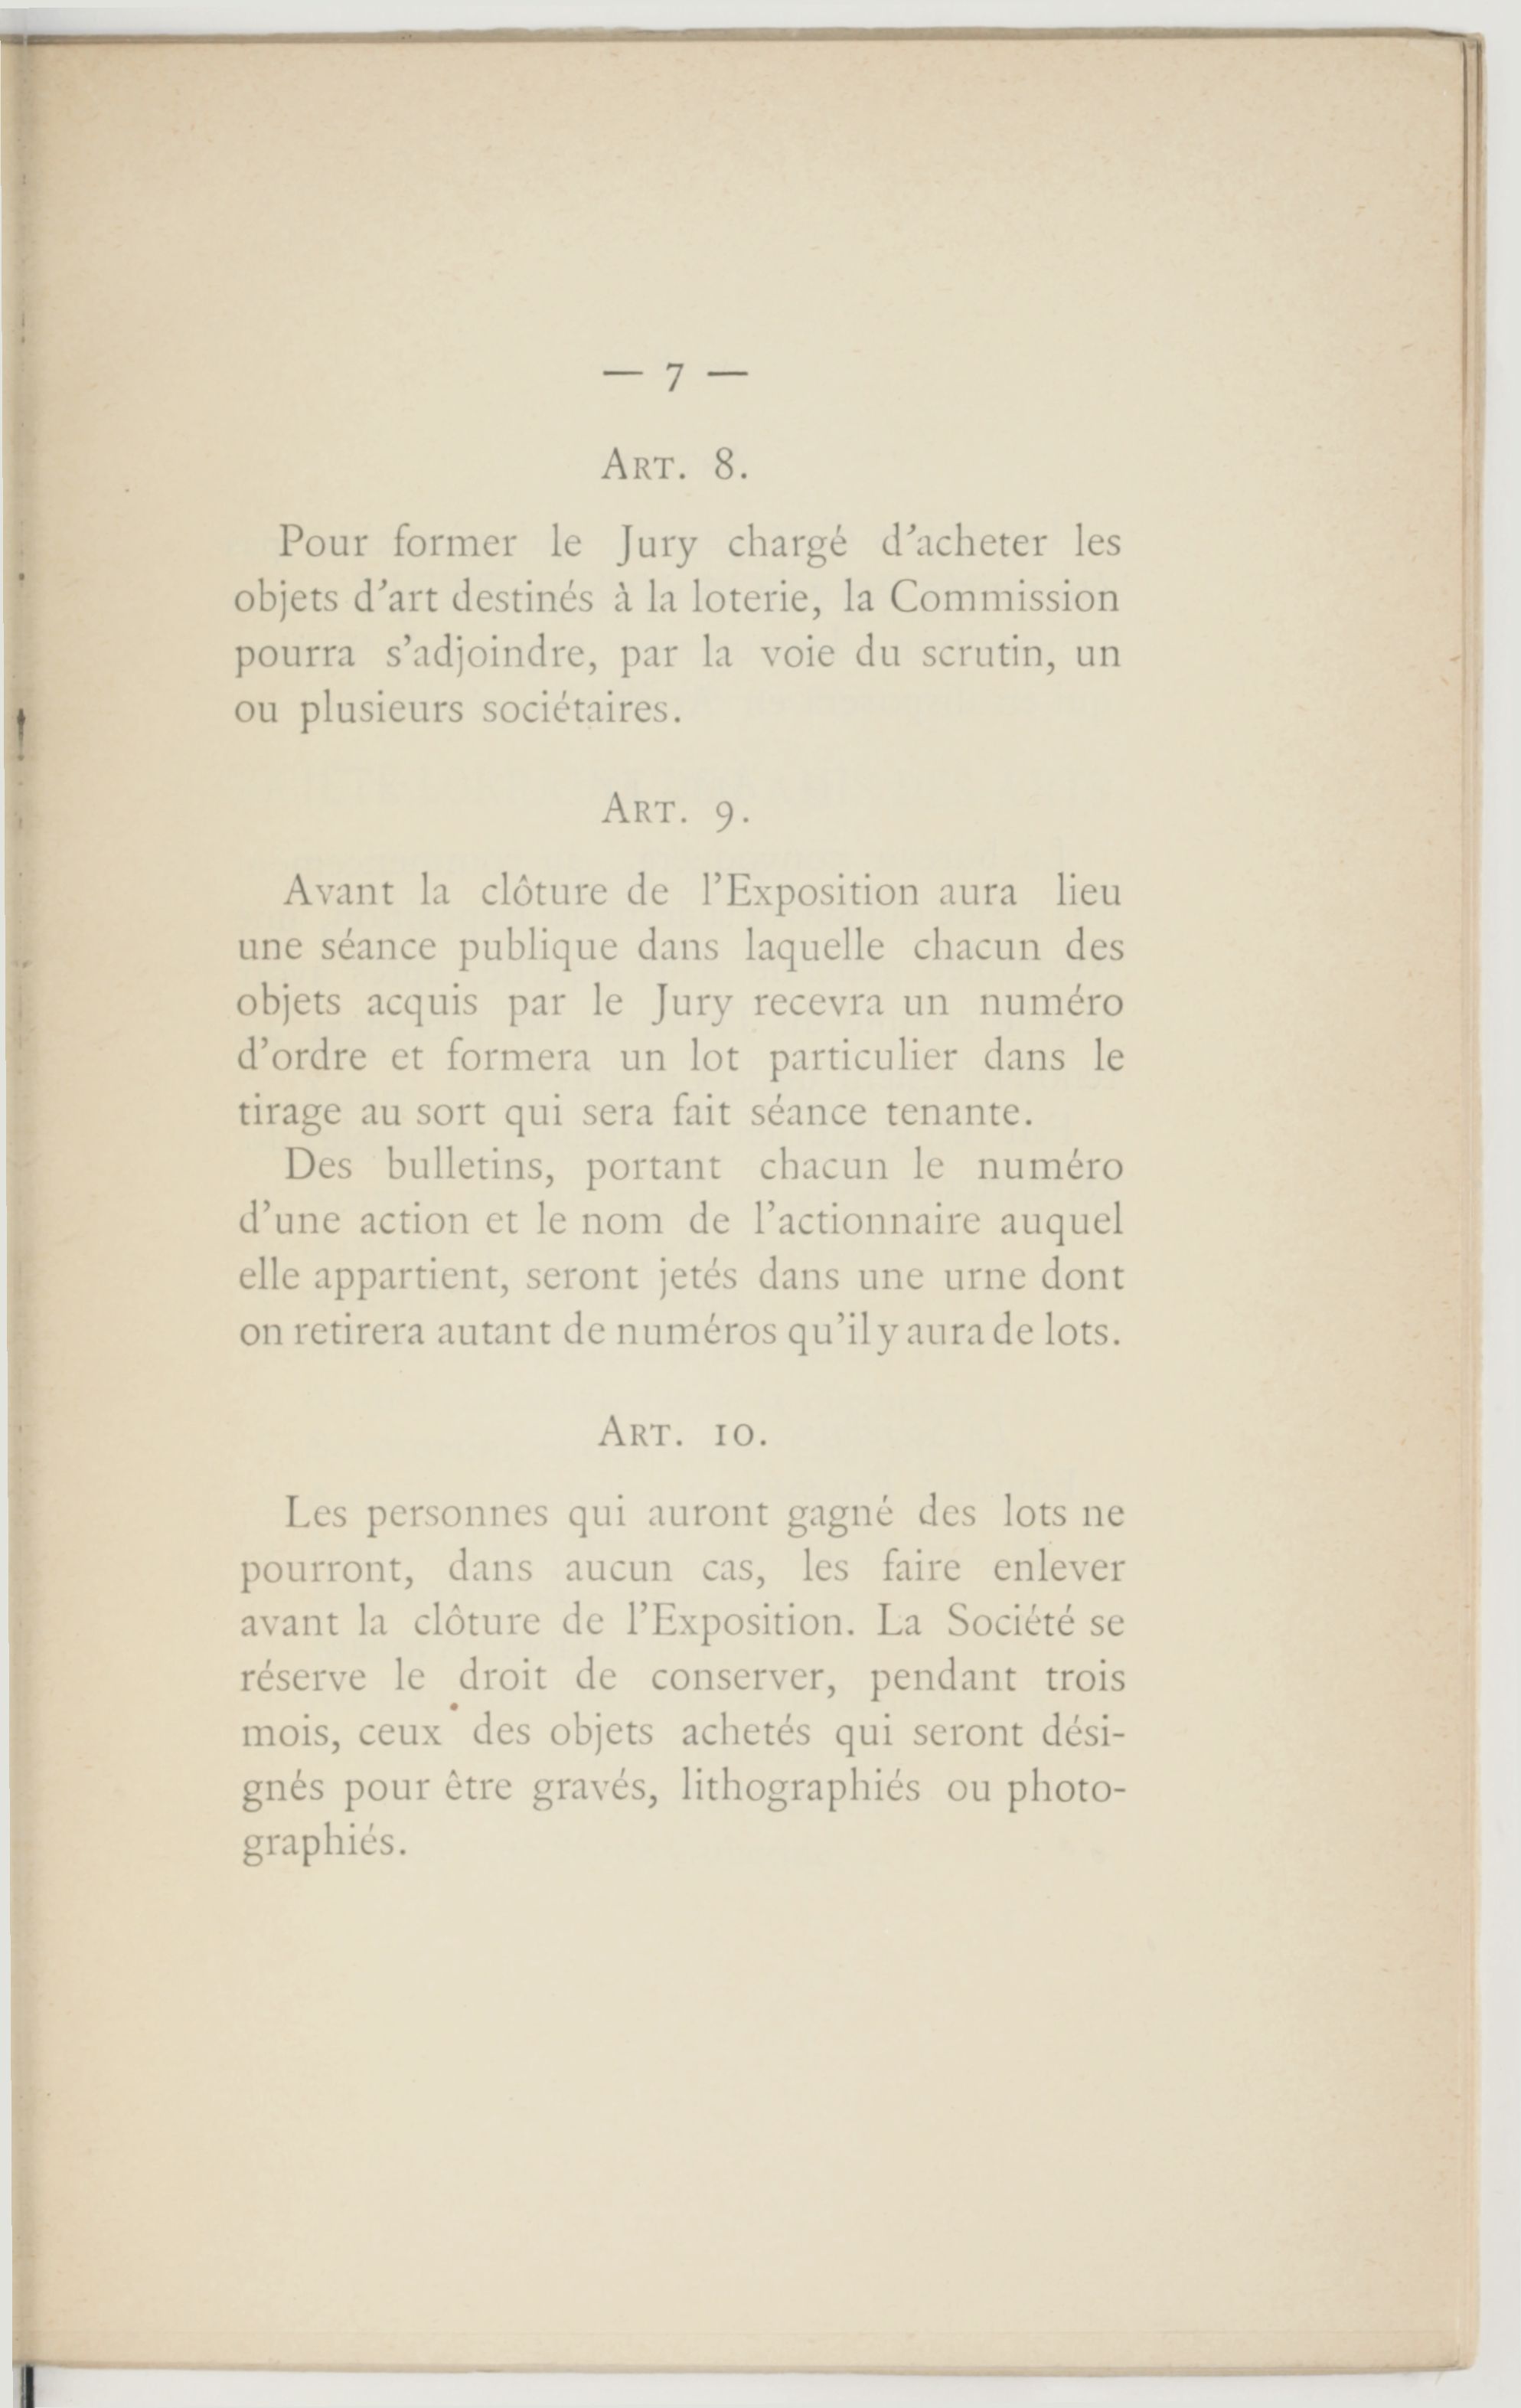 — 7 —
Art. 8.
Pour former le Jury chargé d'acheter les
objets d'art destinés à la loterie, la Commission
pourra s'adjoindre, par la voie du scrutin, un
ou plusieurs sociétaires.
Art. 9.
Avant la clôture de l'Exposition aura lieu
une séance publique dans laquelle chacun des
objets acquis par le Jury recevra un numéro
d'ordre et formera un lot particulier dans le
tirage au sort qui sera fait séance tenante.
Des bulletins, portant chacun le numéro
d'une action et le nom de l'actionnaire auquel
elle appartient, seront jetés dans une urne dont
on retirera autant de numéros qu'il y aura de lots.
Art. 10.
Les personnes qui auront gagné des lots ne
pourront, dans aucun cas, les faire enlever
avant la clôture de l'Exposition. La Société se
réserve le droit de conserver, pendant trois
mois, ceux des objets achetés qui seront dési-
gnés pour être gravés, lithographiés ou photo-
graphiés.